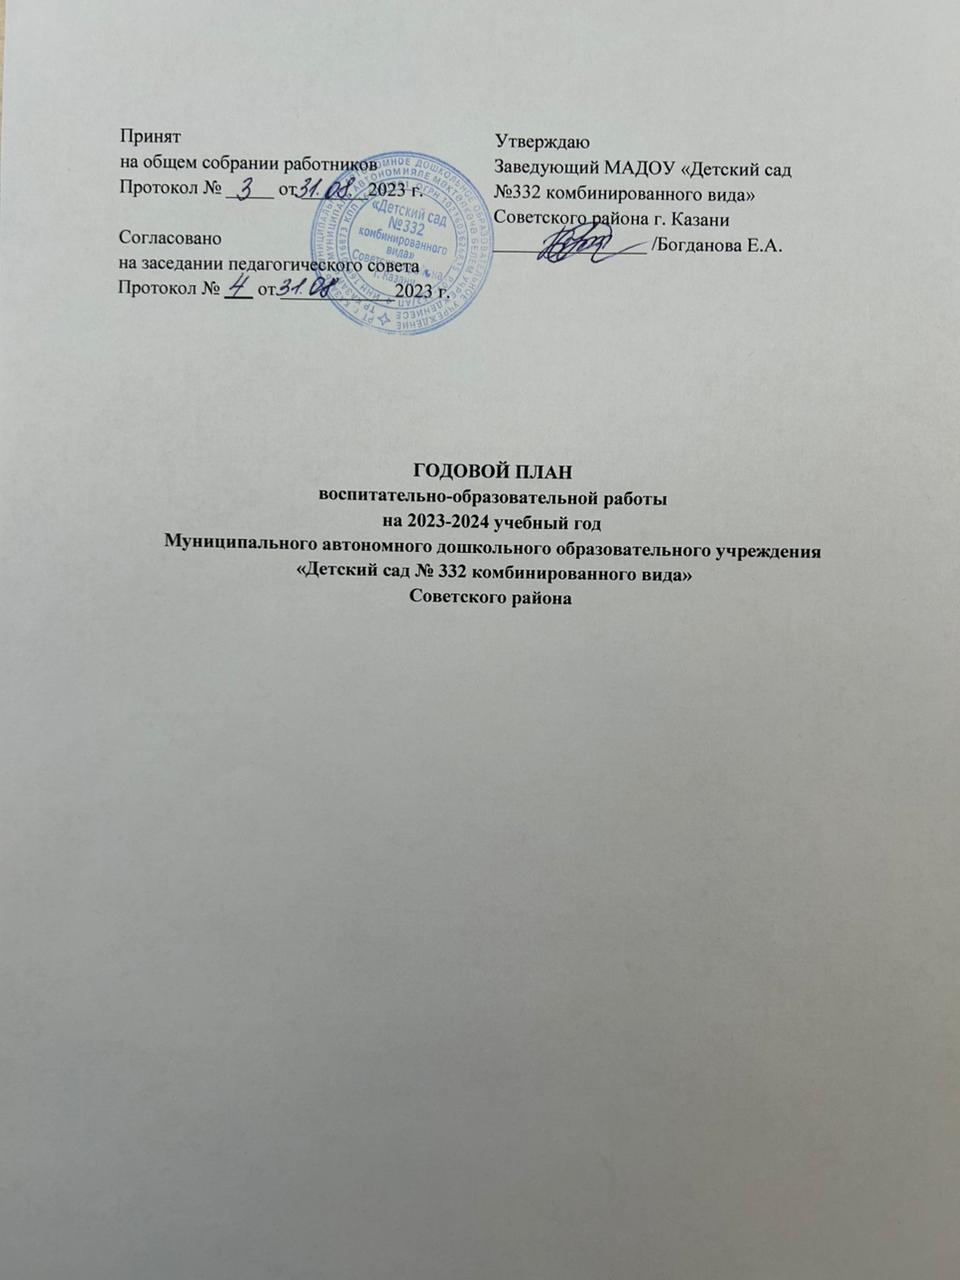 Принят
на общем собрании работников
Протокол № 3 от 31.08. 2023 г.
Согласовано
на заседании педагогического совета
Протокол № 4 от 31.08 2023 г.
Утверждаю
Заведующий МАДОУ «Детский сад
№332 комбинированного вида»
Советского района г. Казани
/Богданова Е.А.
«Детский сад
№332
комбинированного
вида»
ГОДОВОЙ ПЛАН
воспитательно-образовательной работы
на 2023-2024 учебный год
Муниципального автономного дошкольного образовательного учреждения
«Детский сад № 332 комбинированного вида»
Советского района